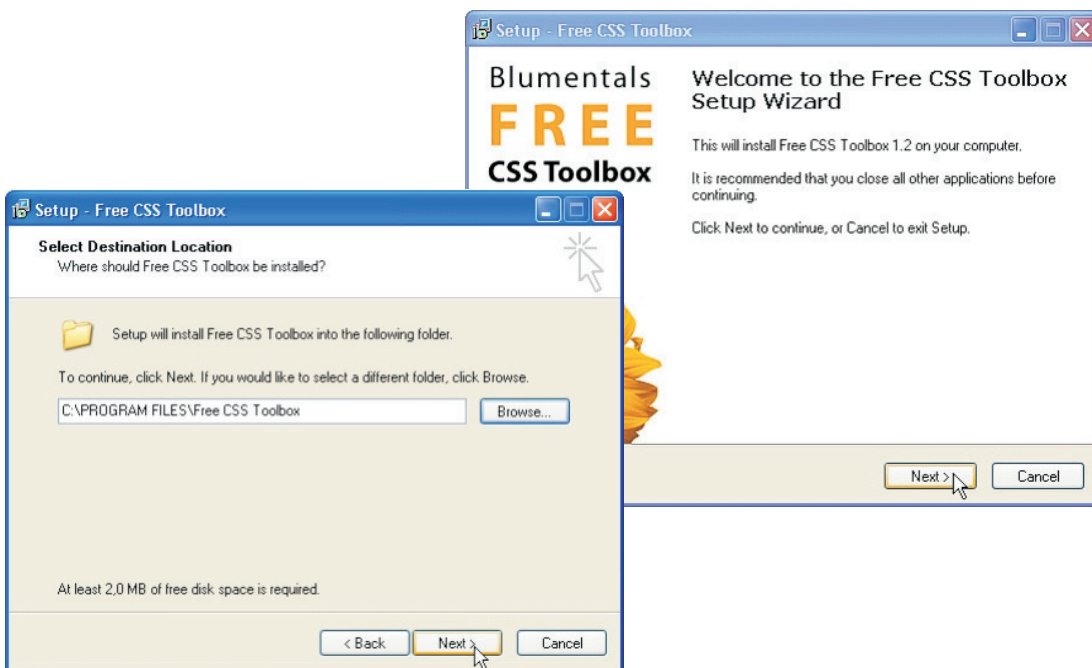 Setup - Free CSS Toolbox
Blumentals
FREE
CSS Toolbox
Welcome to the Free CSS Toolbox
Setup Wizard
This will install Free CSS Toolbox 1.2 on your computer.
It is recommended that you close all other applications before
continuing.
Click Next to continue, or Cancel to exit Setup.
Next >
Cancel
Setup - Free CSS Toolbox
Select Destination Location
Where should Free CSS Toolbox be installed?
Setup will install Free CSS Toolbox into the following folder.
To continue, click Next. If you would like to select a different folder, click Browse.
C:\PROGRAM FILES\Free CSS Toolbox
Browse...
At least 2,0 MB of free disk space is required.
< Back
Next >
Cancel